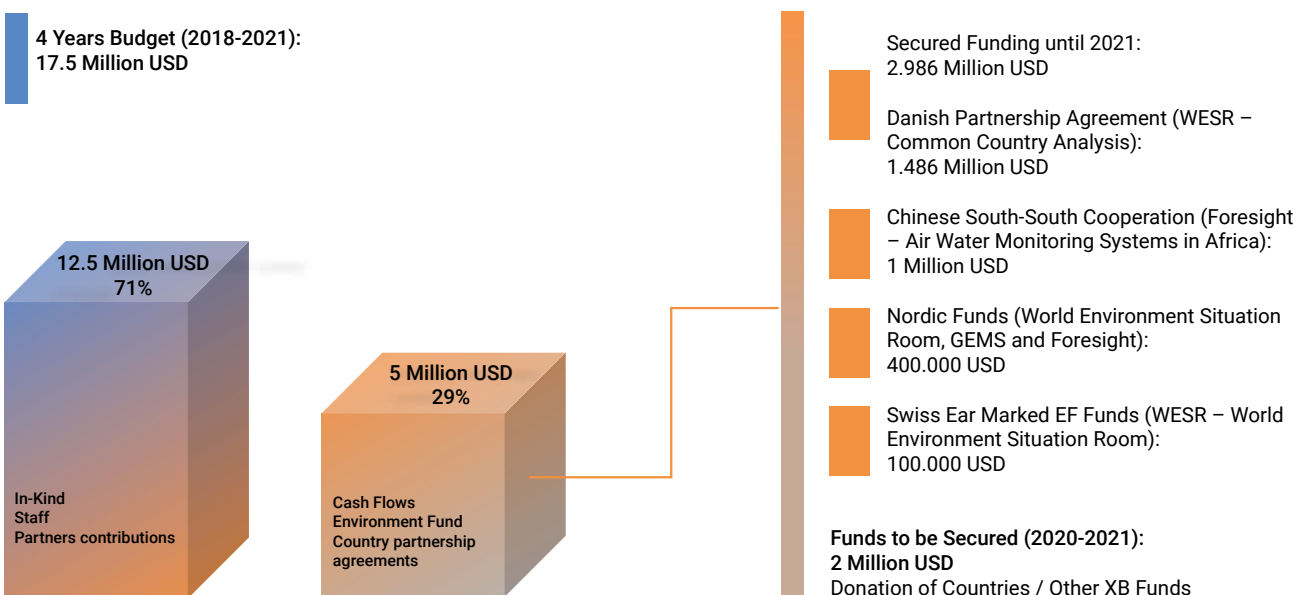 4 Years Budget (2018-2021):
17.5 Million USD
12.5 Million USD
71%
In-Kind
Staff
Partners contributions
5 Million USD
29%
Cash Flows
Environment Fund
Country partnership
agreements
Secured Funding until 2021:
2.986 Million USD
Danish Partnership Agreement (WESR –
Common Country Analysis):
1.486 Million USD
Chinese South-South Cooperation (Foresight
– Air Water Monitoring Systems in Africa):
1 Million USD
Nordic Funds (World Environment Situation
Room, GEMS and Foresight):
400.000 USD
Swiss Ear Marked EF Funds (WESR – World
Environment Situation Room):
100.000 USD
Funds to be Secured (2020-2021):
2 Million USD
Donation of Countries / Other XB Funds